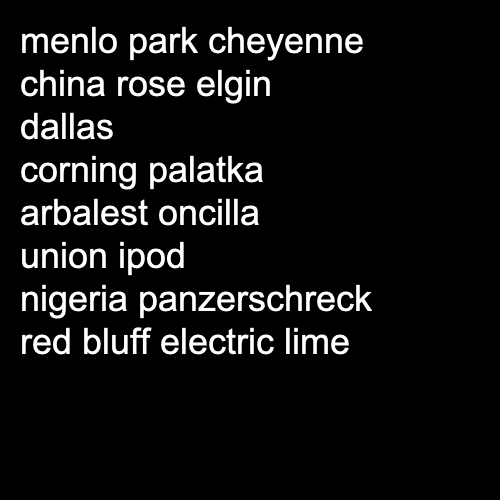 menlo park cheyenne
china rose elgin
dallas
corning palatka
arbalest oncilla
union ipod
nigeria panzerschreck
red bluff electric lime